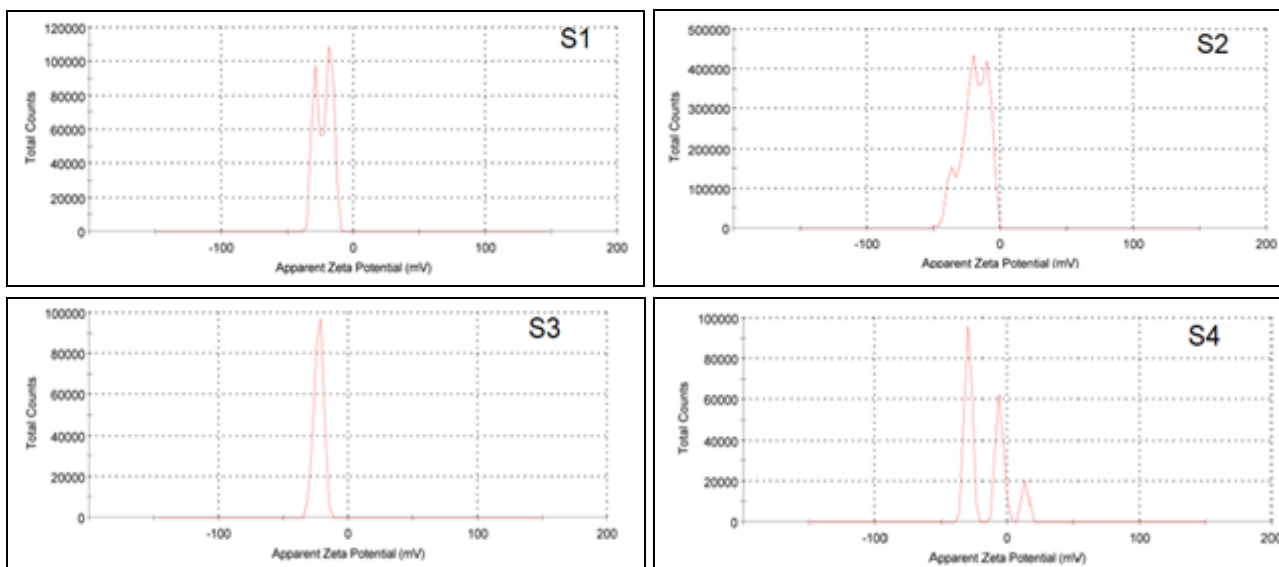 S1
120000
100000
80000
60000
40000
20000
0
Total Counts
-100 0 100 200
Apparent Zeta Potential (mV)
S2
500000
400000
300000
200000
100000
0
Total Counts
-100 0 100 200
Apparent Zeta Potential (mV)
S3
100000
80000
60000
40000
20000
0
Total Counts
-100 0 100 200
Apparent Zeta Potential (mV)
S4
100000
80000
60000
40000
20000
0
Total Counts
-100 0 100 200
Apparent Zeta Potential (mV)